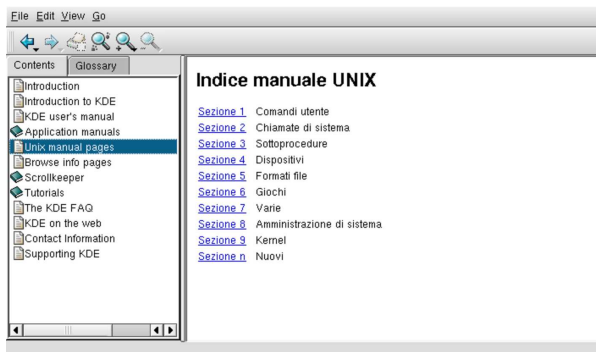 File Edit View Go
Contents Glossary
Introduction
Introduction to KDE
KDE user's manual
Application manuals
Unix manual pages
Browse info pages
Scrollkeeper
Tutorials
The KDE FAQ
KDE on the web
Contact Information
Supporting KDE
Indice manuale UNIX
Sezione 1 Comandi utente
Sezione 2 Chiamate di sistema
Sezione 3 Sottoprocedure
Sezione 4 Dispositivi
Sezione 5 Formati file
Sezione 6 Giochi
Sezione 7 Varie
Sezione 8 Amministrazione di sistema
Sezione 9 Kernel
Sezione n Nuovi